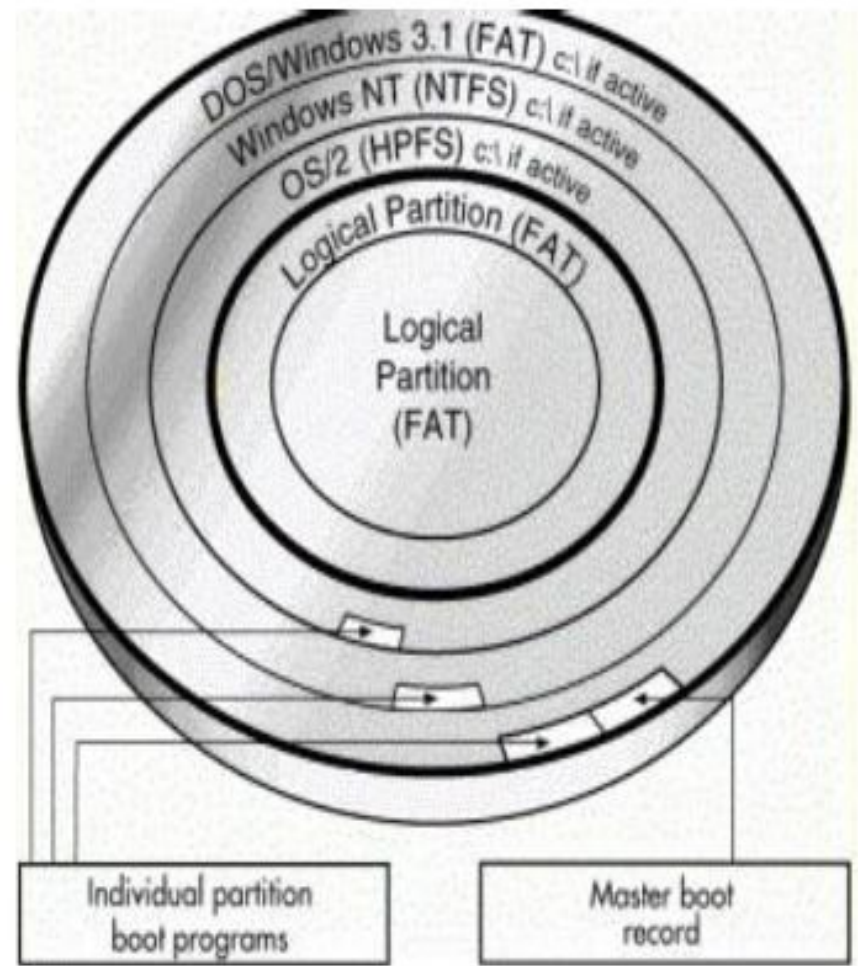 DOS/Windows 3.1 (FAT) c:\ if active
Windows NT (NTFS) c:\ if active
OS/2 (HPFS) c:\ if active
Logical Partition (FAT)
Logical
Partition
(FAT)
Individual partition
boot programs
Master boot
record